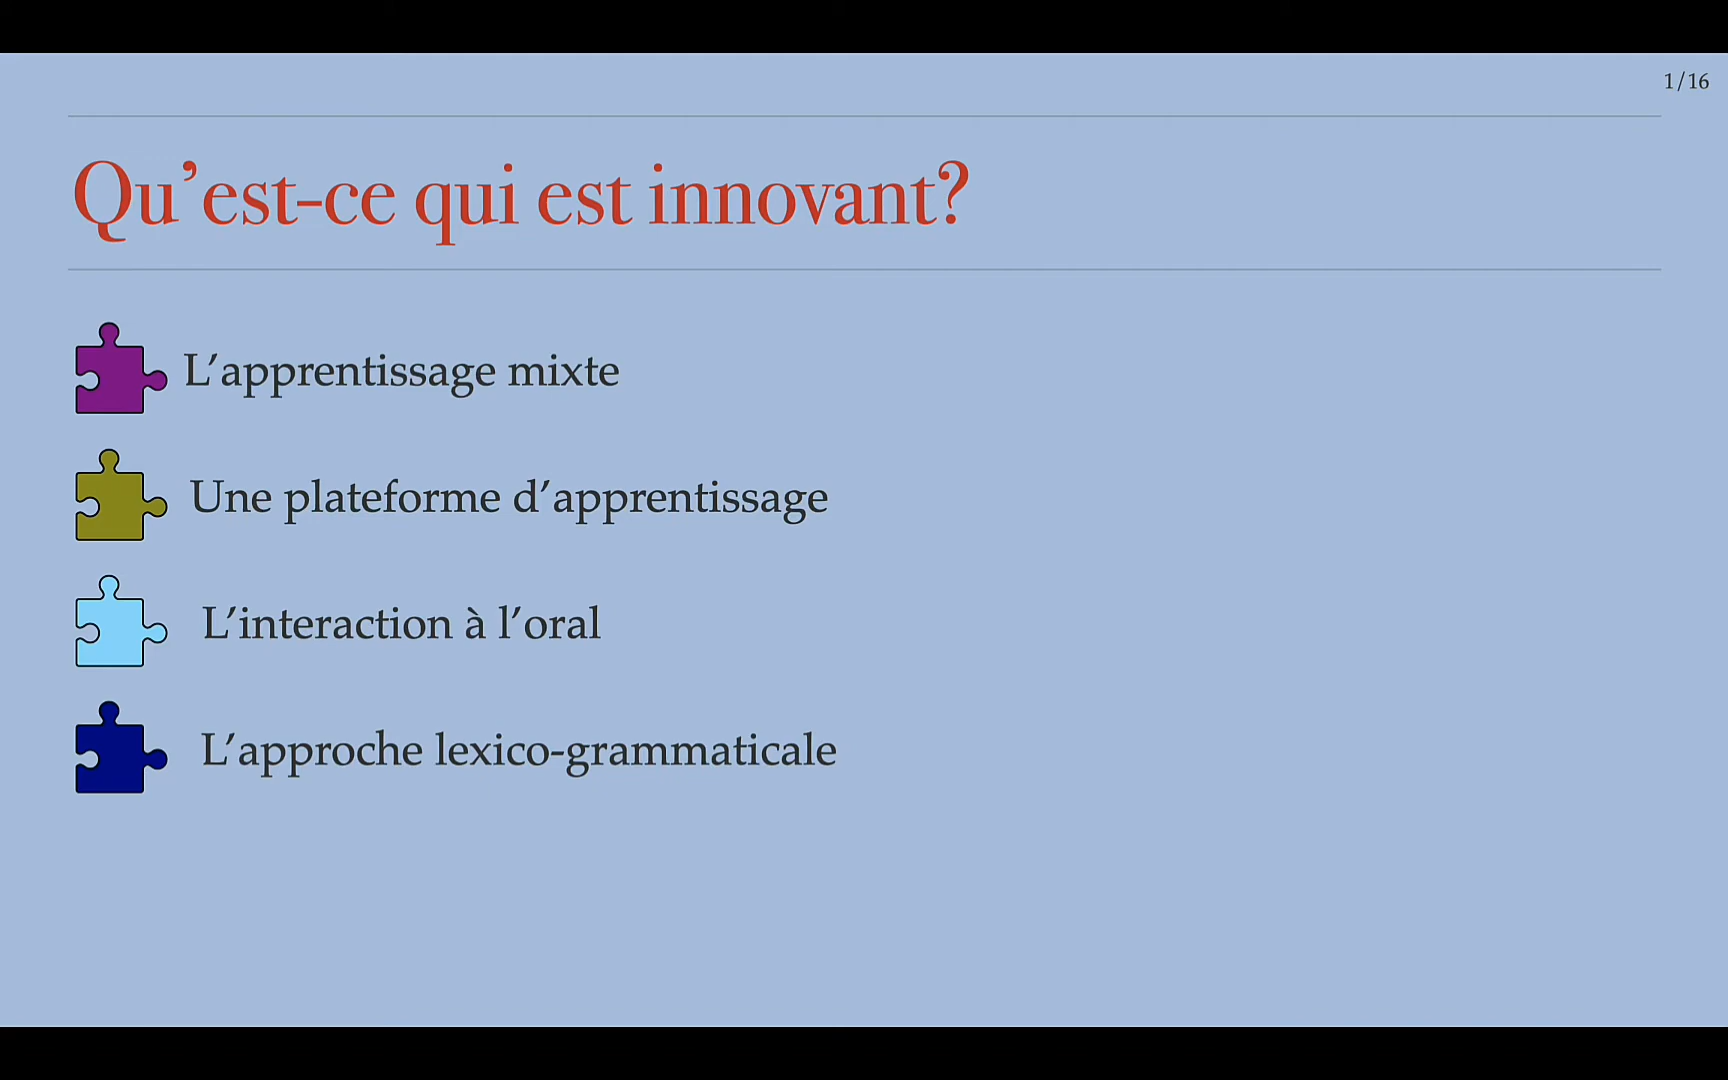 1/16
Qu’est-ce qui est innovant?
L’apprentissage mixte
Une plateforme d’apprentissage
L’interaction à l’oral
L’approche lexico-grammaticale